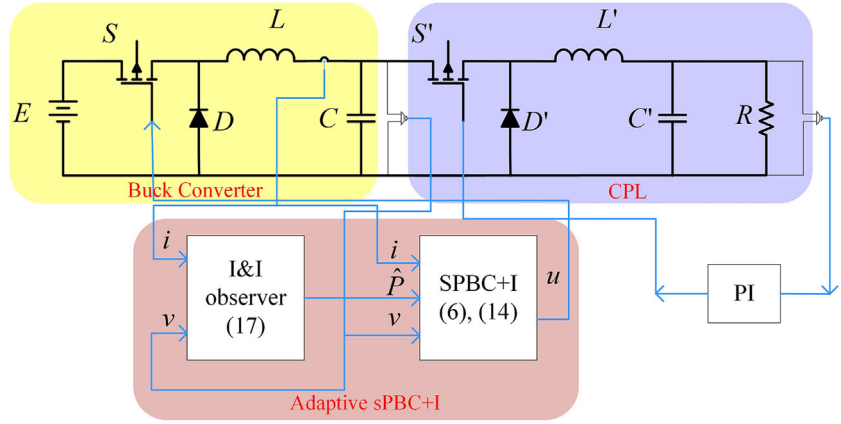 S
L
S'
L'
E
D
C
D'
C'
R
Buck Converter
CPL
i
I&I
observer
(17)
v
i
P̂
v
SPBC+I
(6), (14)
u
PI
Adaptive sPBC+I